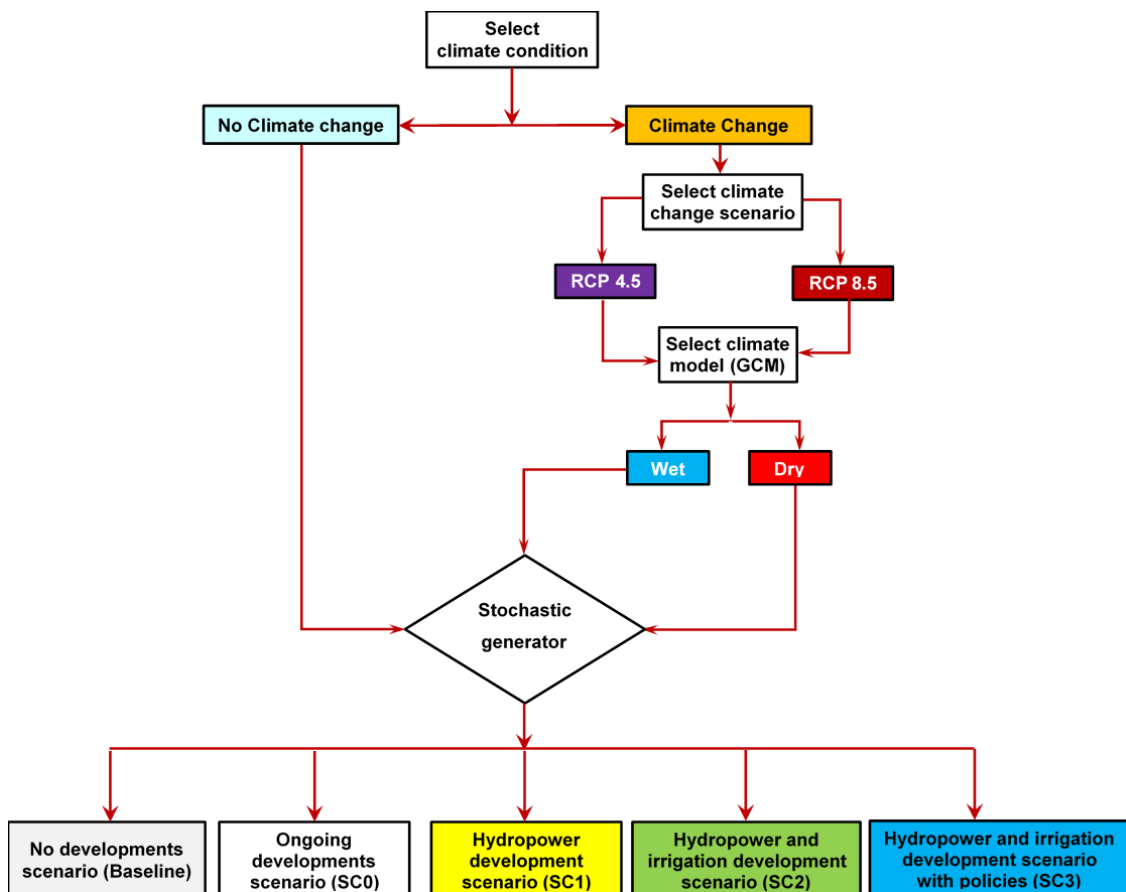 Select
climate condition
No Climate change
Climate Change
Select climate
change scenario
RCP 4.5
RCP 8.5
Select climate
model (GCM)
Wet
Dry
Stochastic
generator
No developments
scenario (Baseline)
Ongoing
developments
scenario (SC0)
Hydropower
development
scenario (SC1)
Hydropower and
irrigation development
scenario (SC2)
Hydropower and irrigation
development scenario
with policies (SC3)